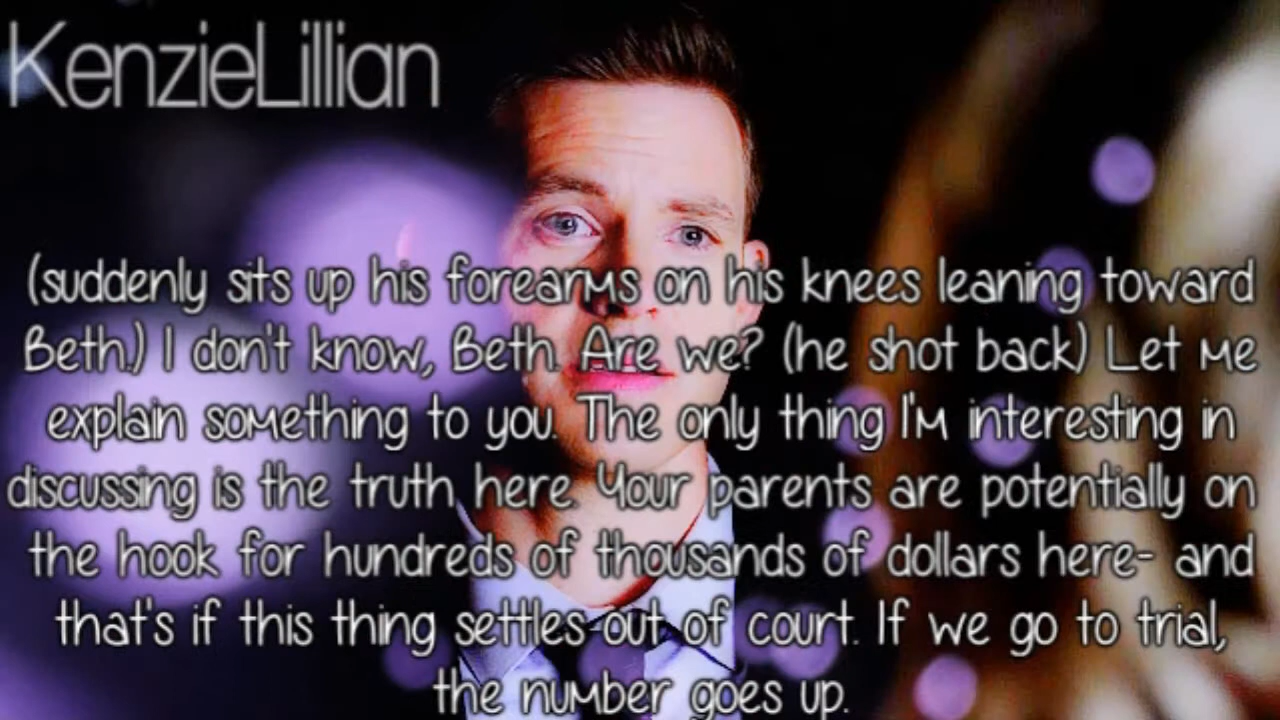 KenzieLillian
(suddenly sits up his forearms on his knees leaning toward
Beth.) I don't know, Beth. Are we? (he shot back) Let me
explain something to you. The only thing I'm interesting in
discussing is the truth here. Your parents are potentially on
the hook for hundreds of thousands of dollars here- and
that's if this thing settles out of court. If we go to trial,
the number goes up.